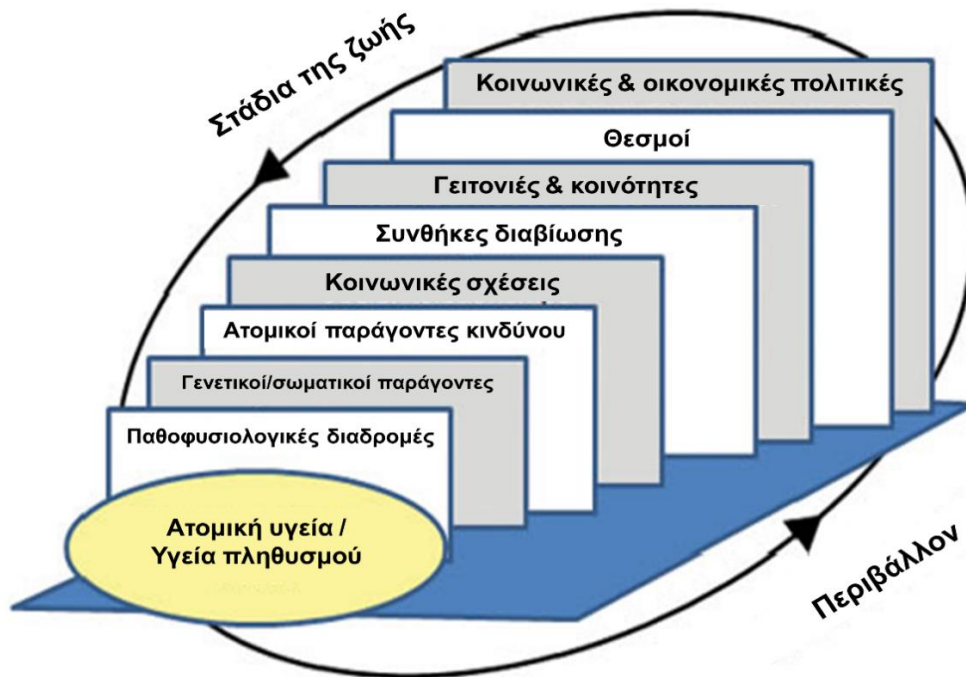 Στάδια της ζωής
Κοινωνικές & οικονομικές πολιτικές
Θεσμοί
Γειτονιές & κοινότητες
Συνθήκες διαβίωσης
Κοινωνικές σχέσεις
Ατομικοί παράγοντες κινδύνου
Γενετικοί/σωματικοί παράγοντες
Παθοφυσιολογικές διαδρομές
Ατομική υγεία /
Υγεία πληθυσμού
Περιβάλλον